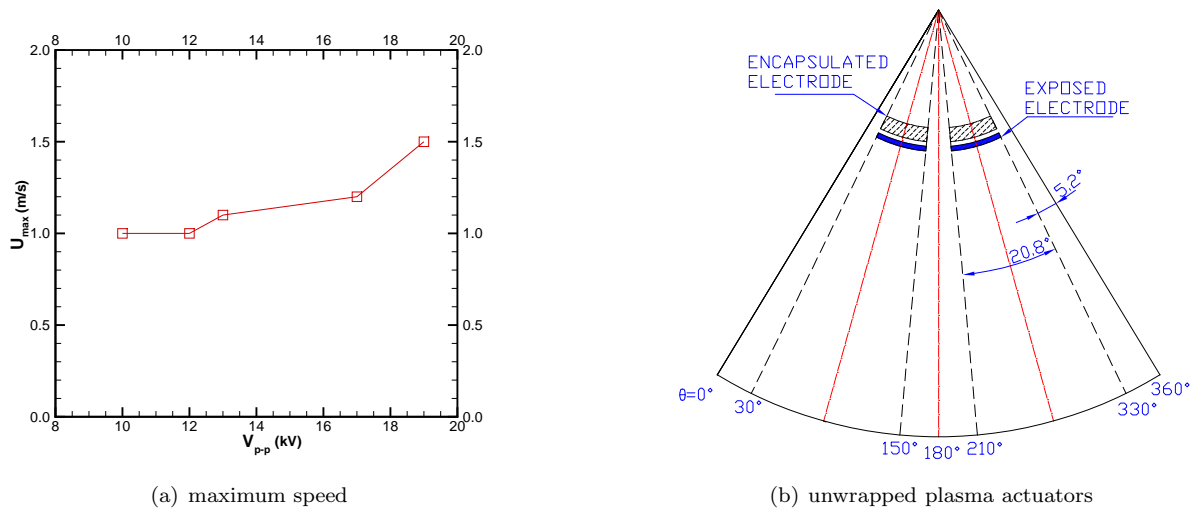 8 10 12 14 16 18 20
2.0 2.0
1.5 1.5
1.0 1.0
0.5 0.5
0.0 0.0
8 10 12 14 16 18 20
U_max (m/s)
V_p-p (kV)
(a) maximum speed
ENCAPSULATED
ELECTRODE
EXPOSED
ELECTRODE
5.2°
20.8°
θ=0°
30°
150°
180°
210°
330°
360°
(b) unwrapped plasma actuators